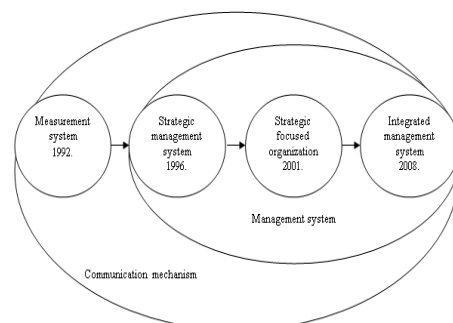 Measurement
system
1992.
Strategic
management
system
1996.
Strategic
focused
organization
2001.
Integrated
management
system
2008.
Management system
Communication mechanism